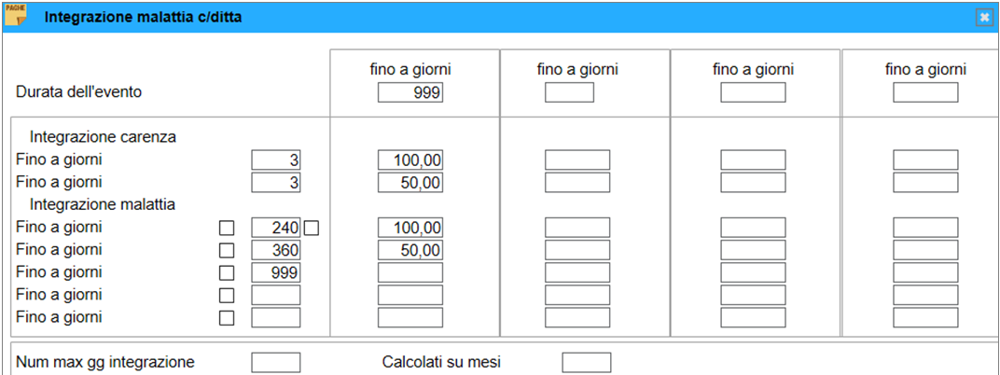 PAGHE Integrazione malattia c/ditta
fino a giorni fino a giorni fino a giorni fino a giorni
Durata dell'evento 999
Integrazione carenza
Fino a giorni 3 100,00
Fino a giorni 3 50,00
Integrazione malattia
Fino a giorni 240 100,00
Fino a giorni 360 50,00
Fino a giorni 999
Fino a giorni
Fino a giorni
Num max gg integrazione Calcolati su mesi